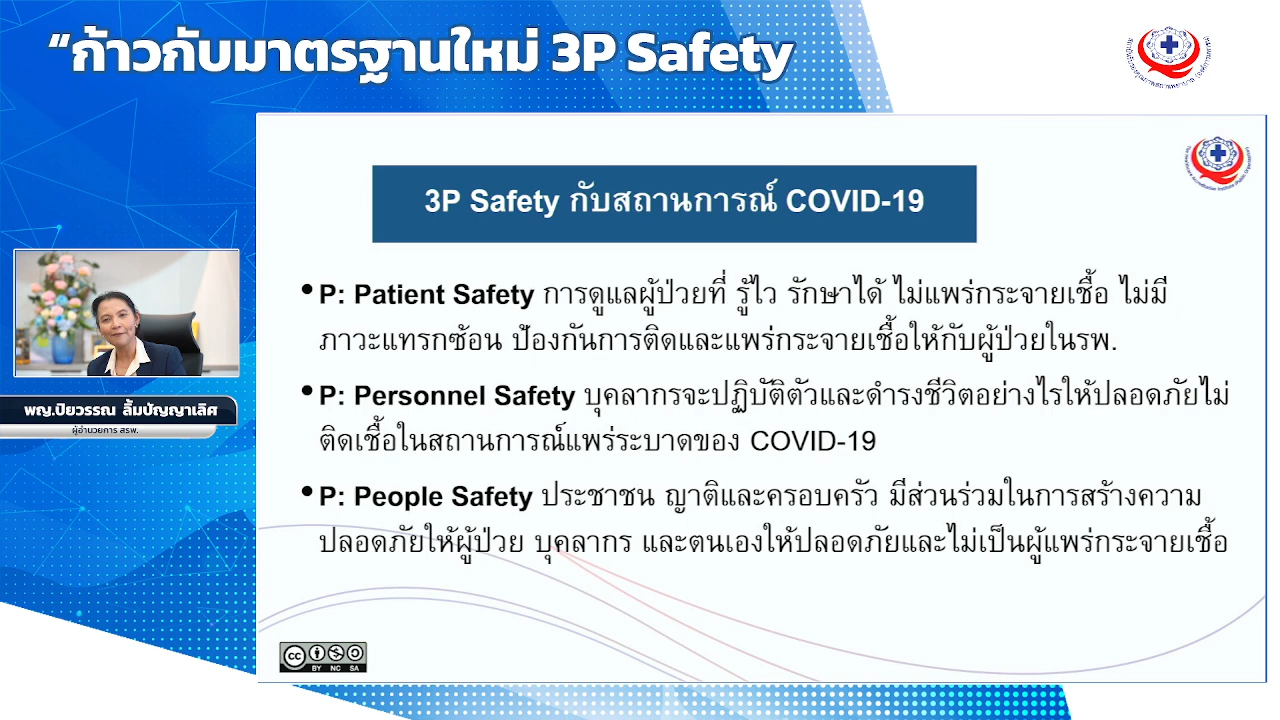 “ก้าวกับมาตรฐานใหม่ 3P Safety
3P Safety กับสถานการณ์ COVID-19
• P: Patient Safety การดูแลผู้ป่วยที่ รู้ไว รักษาได้ ไม่แพร่กระจายเชื้อ ไม่มี
ภาวะแทรกซ้อน ป้องกันการติดและแพร่กระจายเชื้อให้กับผู้ป่วยในรพ.
• P: Personnel Safety บุคลากรจะปฏิบัติตัวและดำรงชีวิตอย่างไรให้ปลอดภัยไม่
ติดเชื้อในสถานการณ์แพร่ระบาดของ COVID-19
• P: People Safety ประชาชน ญาติและครอบครัว มีส่วนร่วมในการสร้างความ
ปลอดภัยให้ผู้ป่วย บุคลากร และตนเองให้ปลอดภัยและไม่เป็นผู้แพร่กระจายเชื้อ
พญ.ปิยวรรณ ลิ้มปัญญาเลิศ
ผู้อำนวยการ สรพ.
cc BY NC SA